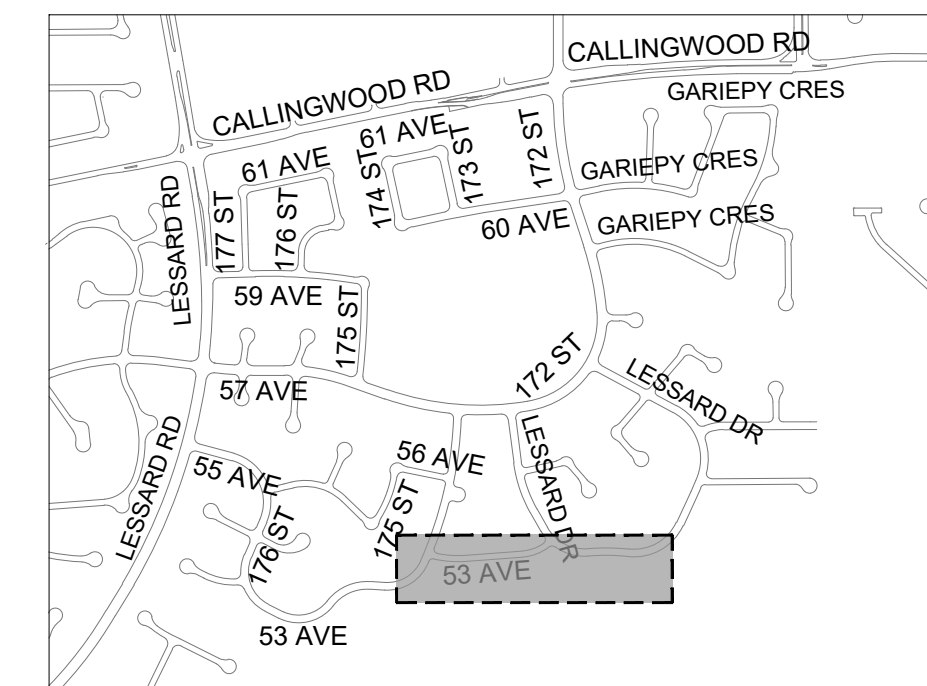 CALLINGWOOD RD
GARIEPY CRES
CALLINGWOOD RD
61 AVE
61 AVE
174 ST
173 ST
172 ST
GARIEPY CRES
LESSARD RD
177 ST
176 ST
60 AVE
GARIEPY CRES
59 AVE
175 ST
172 ST
57 AVE
LESSARD DR
LESSARD RD
55 AVE
56 AVE
LESSARD DR
175 ST
176 ST
53 AVE
53 AVE